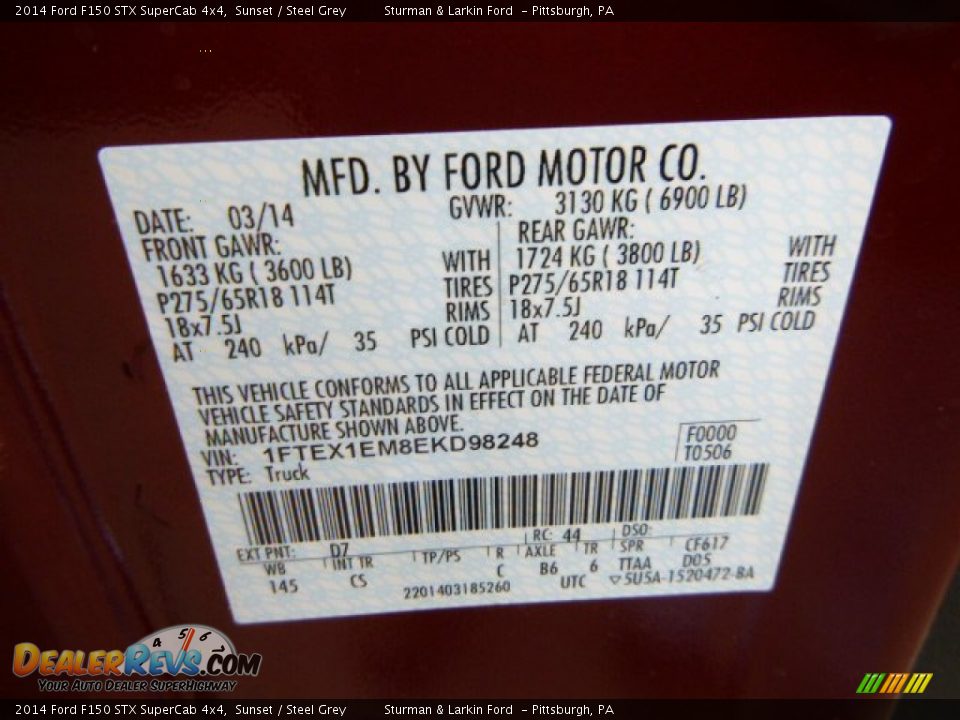 2014 Ford F150 STX SuperCab 4x4, Sunset / Steel Grey Sturman & Larkin Ford - Pittsburgh, PA
...
MFD. BY FORD MOTOR CO.
DATE: 03/14 GVWR: 3130 KG ( 6900 LB)
FRONT GAWR: REAR GAWR:
1633 KG ( 3600 LB) WITH 1724 KG ( 3800 LB) WITH
P275/65R18 114T TIRES P275/65R18 114T TIRES
18x7.5J RIMS 18x7.5J RIMS
AT 240 kPa/ 35 PSI COLD AT 240 kPa/ 35 PSI COLD
THIS VEHICLE CONFORMS TO ALL APPLICABLE FEDERAL MOTOR
VEHICLE SAFETY STANDARDS IN EFFECT ON THE DATE OF
MANUFACTURE SHOWN ABOVE.
VIN: 1FTEX1EM8EKD98248 F0000
TYPE: Truck T0506
EXT PNT: D7 RC: 44 DSO:
WB INT TR TP/PS R AXLE TR SPR CF617
145 CS C B6 6 TTAA D05
2201403185260 UTC ▽5U5A-1520472-BA
4 5 6
DEALERREVS.COM
YOUR AUTO DEALER SUPERHIGHWAY
2014 Ford F150 STX SuperCab 4x4, Sunset / Steel Grey Sturman & Larkin Ford - Pittsburgh, PA